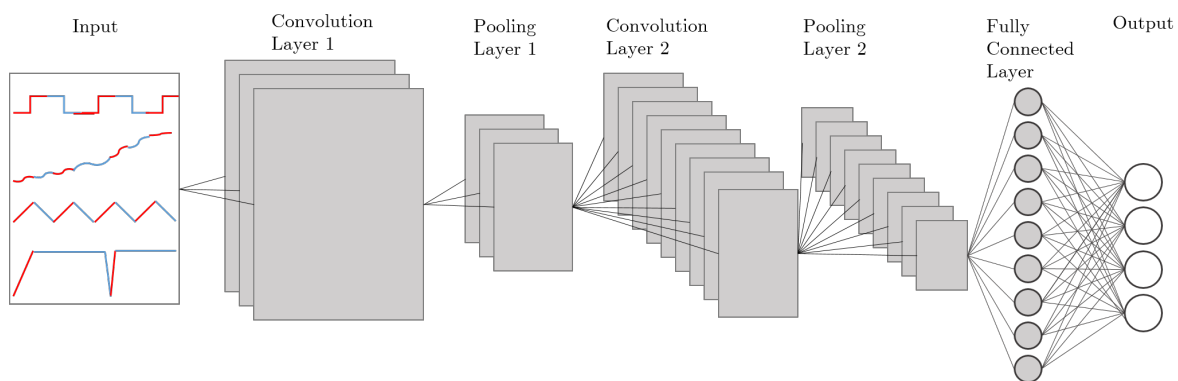 Input
Convolution
Layer 1
Pooling
Layer 1
Convolution
Layer 2
Pooling
Layer 2
Fully
Connected
Layer
Output